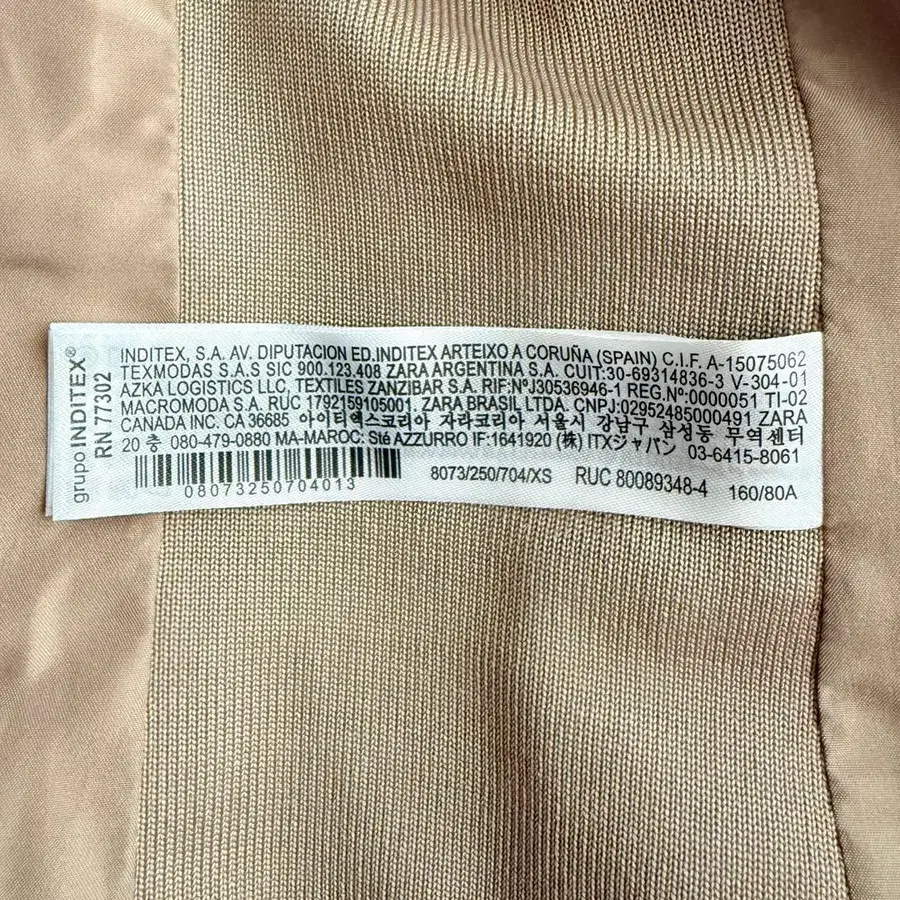 grupo INDITEX®
RN 77302
INDITEX, S.A. AV. DIPUTACION ED.INDITEX ARTEIXO A CORUÑA (SPAIN) C.I.F. A-15075062
TEXMODAS S.A.S SIC 900.123.408 ZARA ARGENTINA S.A. CUIT:30-69314836-3 V-304-01
AZKA LOGISTICS LLC, TEXTILES ZANZIBAR S.A. RIF:NºJ30536946-1 REG.Nº:0000051 TI-02
MACROMODA S.A. RUC 1792159105001. ZARA BRASIL LTDA. CNPJ:02952485000491 ZARA
CANADA INC. CA 36685 아이티엑스코리아 자라코리아 서울시 강남구 삼성동 무역센터
20 층 080-479-0880 MA-MAROC: Sté AZZURRO IF:1641920 (株) ITXジャパン 03-6415-8061
08073250704013 8073/250/704/XS RUC 80089348-4 160/80A